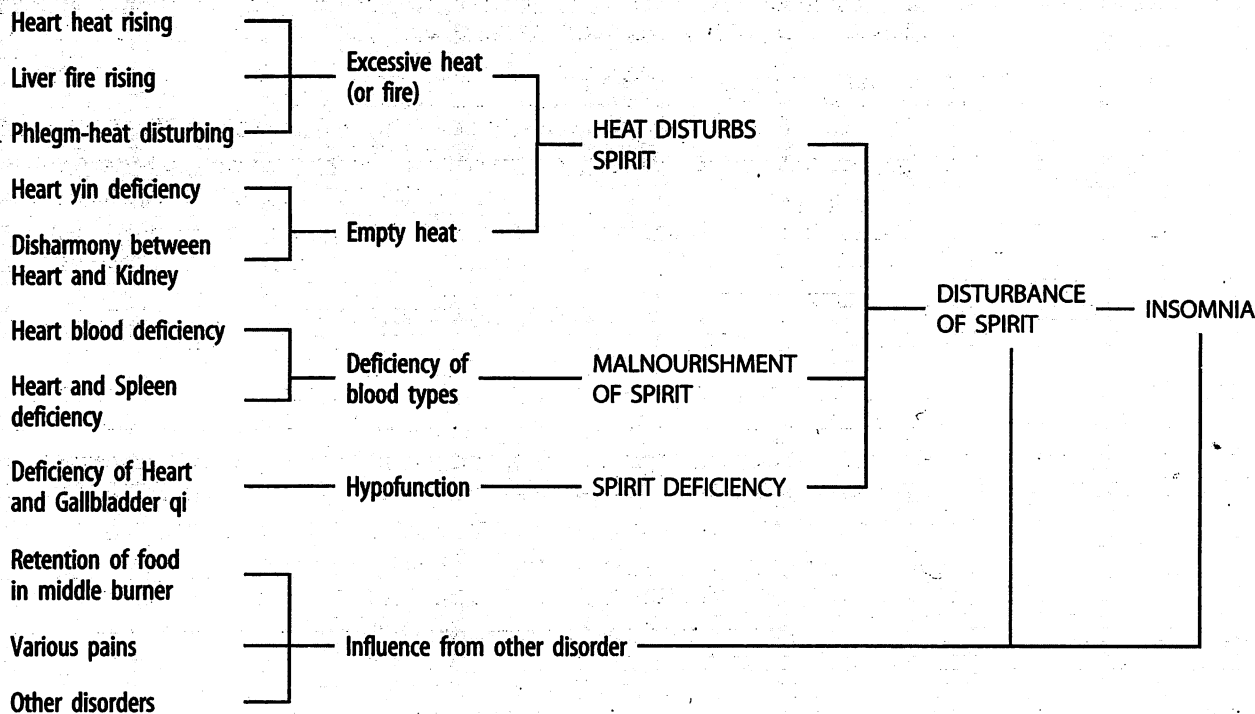 Heart heat rising
Liver fire rising
Phlegm-heat disturbing
Heart yin deficiency
Disharmony between
Heart and Kidney
Heart blood deficiency
Heart and Spleen
deficiency
Deficiency of Heart
and Gallbladder qi
Retention of food
in middle burner
Various pains
Other disorders
Excessive heat
(or fire)
Empty heat
Deficiency of
blood types
Hypofunction
Influence from other disorder
HEAT DISTURBS
SPIRIT
MALNOURISHMENT
OF SPIRIT
SPIRIT DEFICIENCY
DISTURBANCE
OF SPIRIT
INSOMNIA